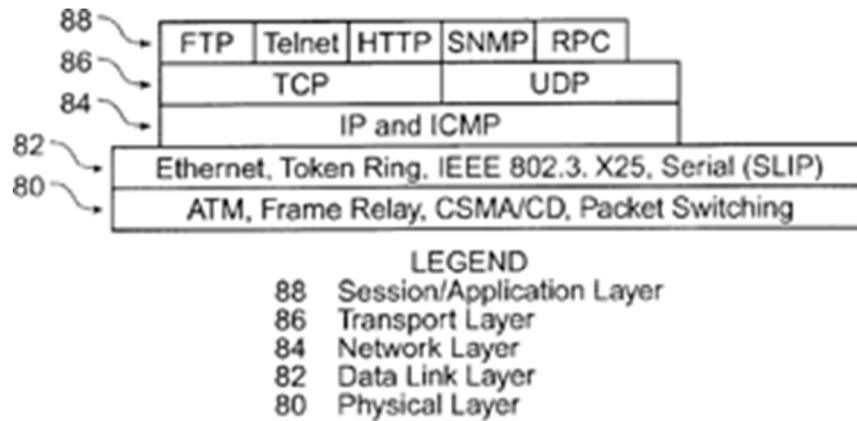 88 FTP Telnet HTTP SNMP RPC
86 TCP UDP
84 IP and ICMP
82 Ethernet, Token Ring, IEEE 802.3. X25, Serial (SLIP)
80 ATM, Frame Relay, CSMA/CD, Packet Switching
LEGEND
88 Session/Application Layer
86 Transport Layer
84 Network Layer
82 Data Link Layer
80 Physical Layer